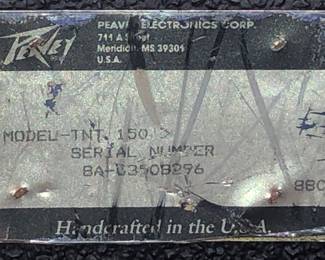 PEAVEY
PEAVEY ELECTRONICS CORP.
711 A Street
Meridian, MS 39301
U.S.A.
MODEL-TNT 150
SERIAL NUMBER
8A-03508296
Handcrafted in the U.S.A.